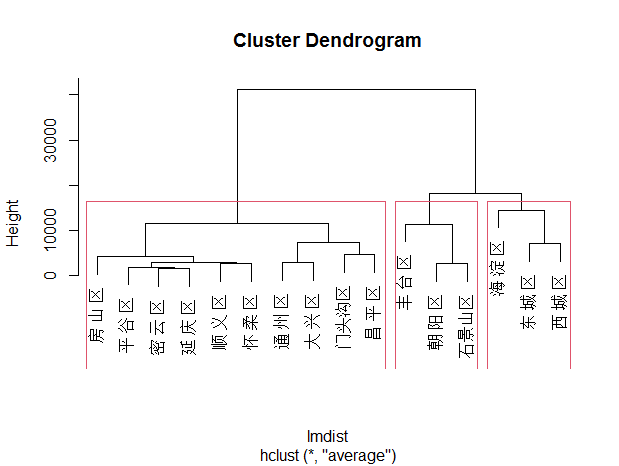 Cluster Dendrogram
Height
0
10000
30000
房山区
平谷区
密云区
延庆区
顺义区
怀柔区
通州区
大兴区
门头沟区
昌平区
丰台区
朝阳区
石景山区
海淀区
东城区
西城区
lmdist
hclust (*, "average")